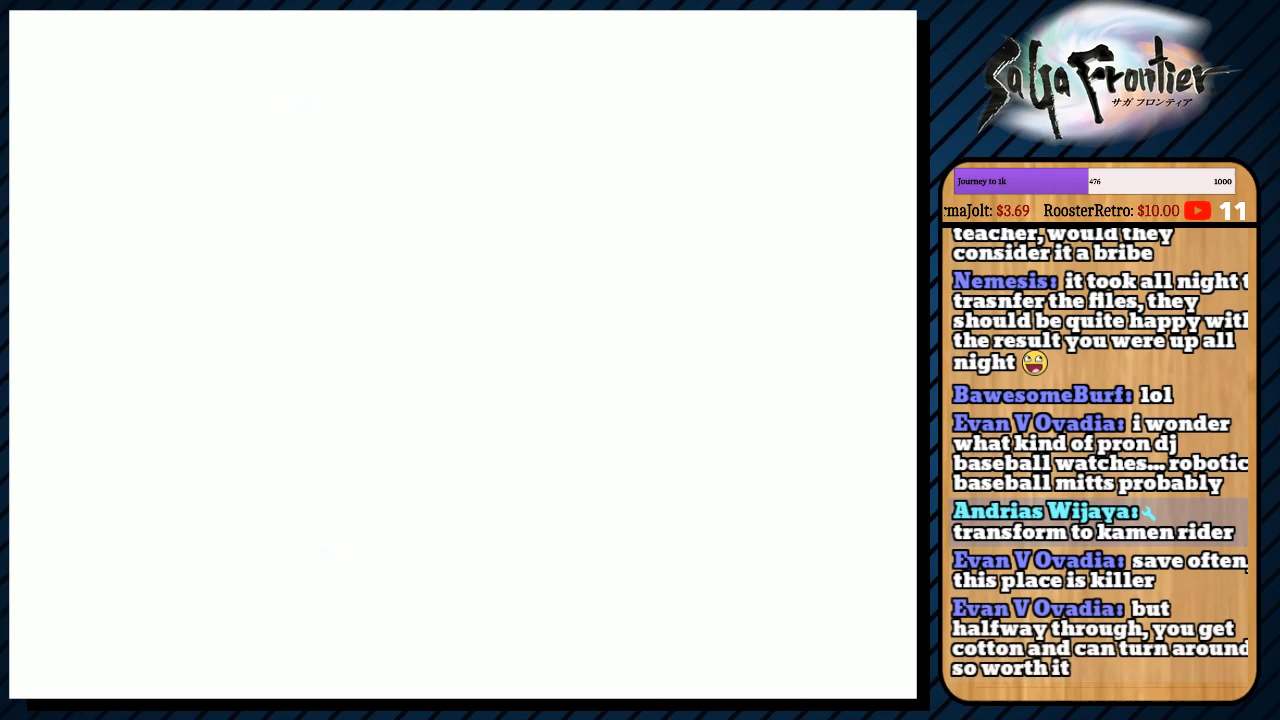 SaGa Frontier
サガ フロンティア
Journey to 1k 476 1000
rmaJolt: $3.69 RoosterRetro: $10.00 11
teacher, would they
consider it a bribe
Nemesis: it took all night t
trasnfer the files, they
should be quite happy with
the result you were up all
night
BawesomeBurf: lol
Evan V Ovadia: i wonder
what kind of pron dj
baseball watches... robotic
baseball mitts probably
Andrias Wijaya:
transform to kamen rider
Evan V Ovadia: save often,
this place is killer
Evan V Ovadia: but
halfway through, you get
cotton and can turn around
so worth it